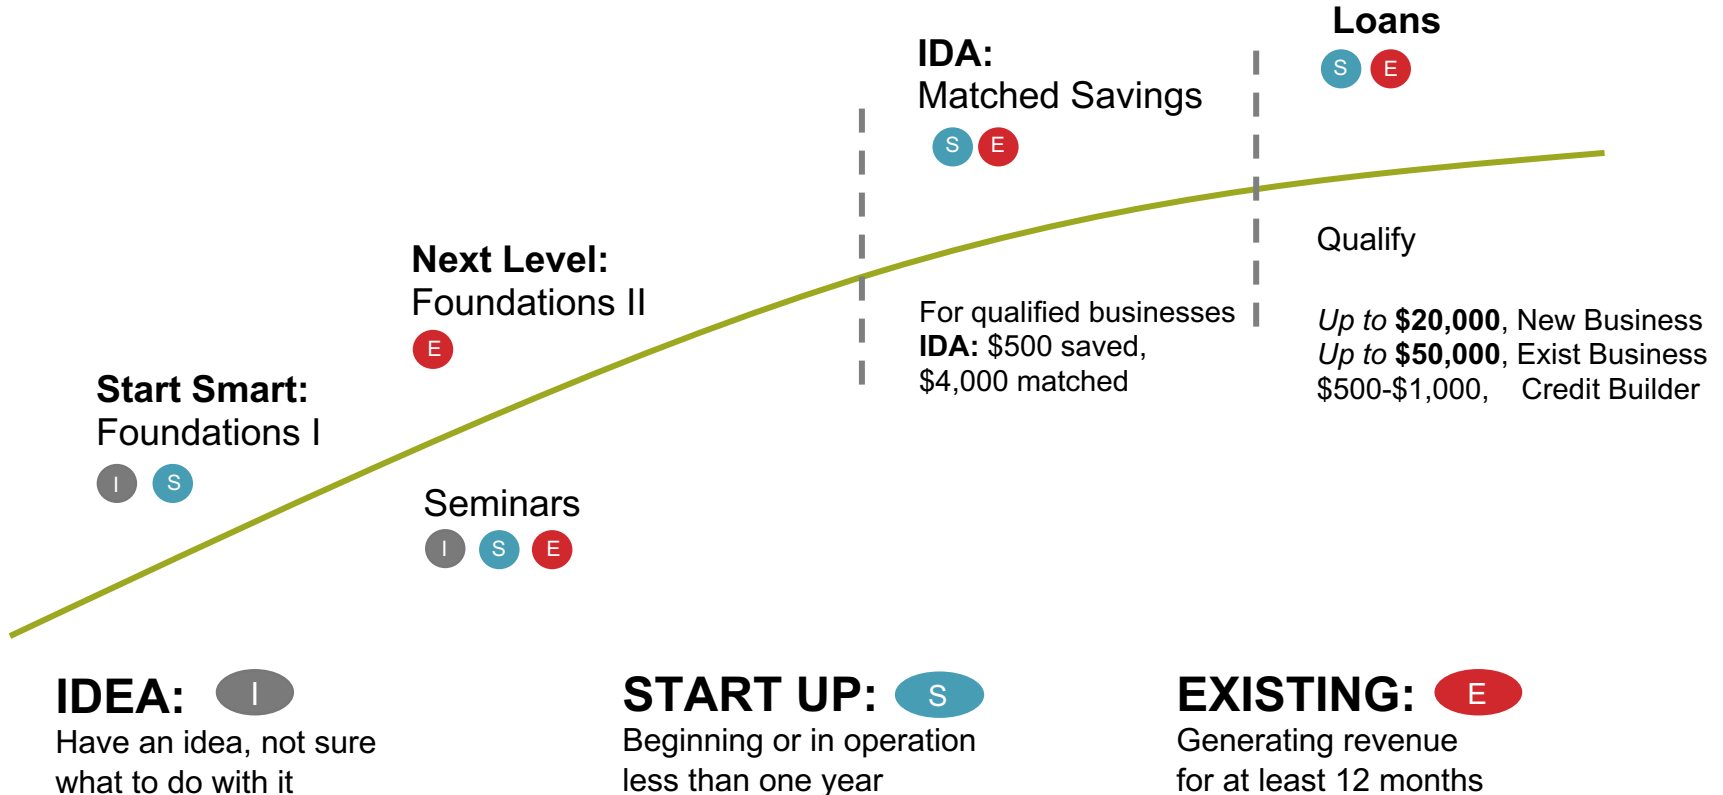 Loans
S E
IDA:
Matched Savings
S E
Qualify
Next Level:
Foundations II
E
For qualified businesses
IDA: $500 saved,
$4,000 matched
Up to $20,000, New Business
Up to $50,000, Exist Business
$500-$1,000, Credit Builder
Start Smart:
Foundations I
I S
Seminars
I S E
IDEA: I
Have an idea, not sure
what to do with it
START UP: S
Beginning or in operation
less than one year
EXISTING: E
Generating revenue
for at least 12 months